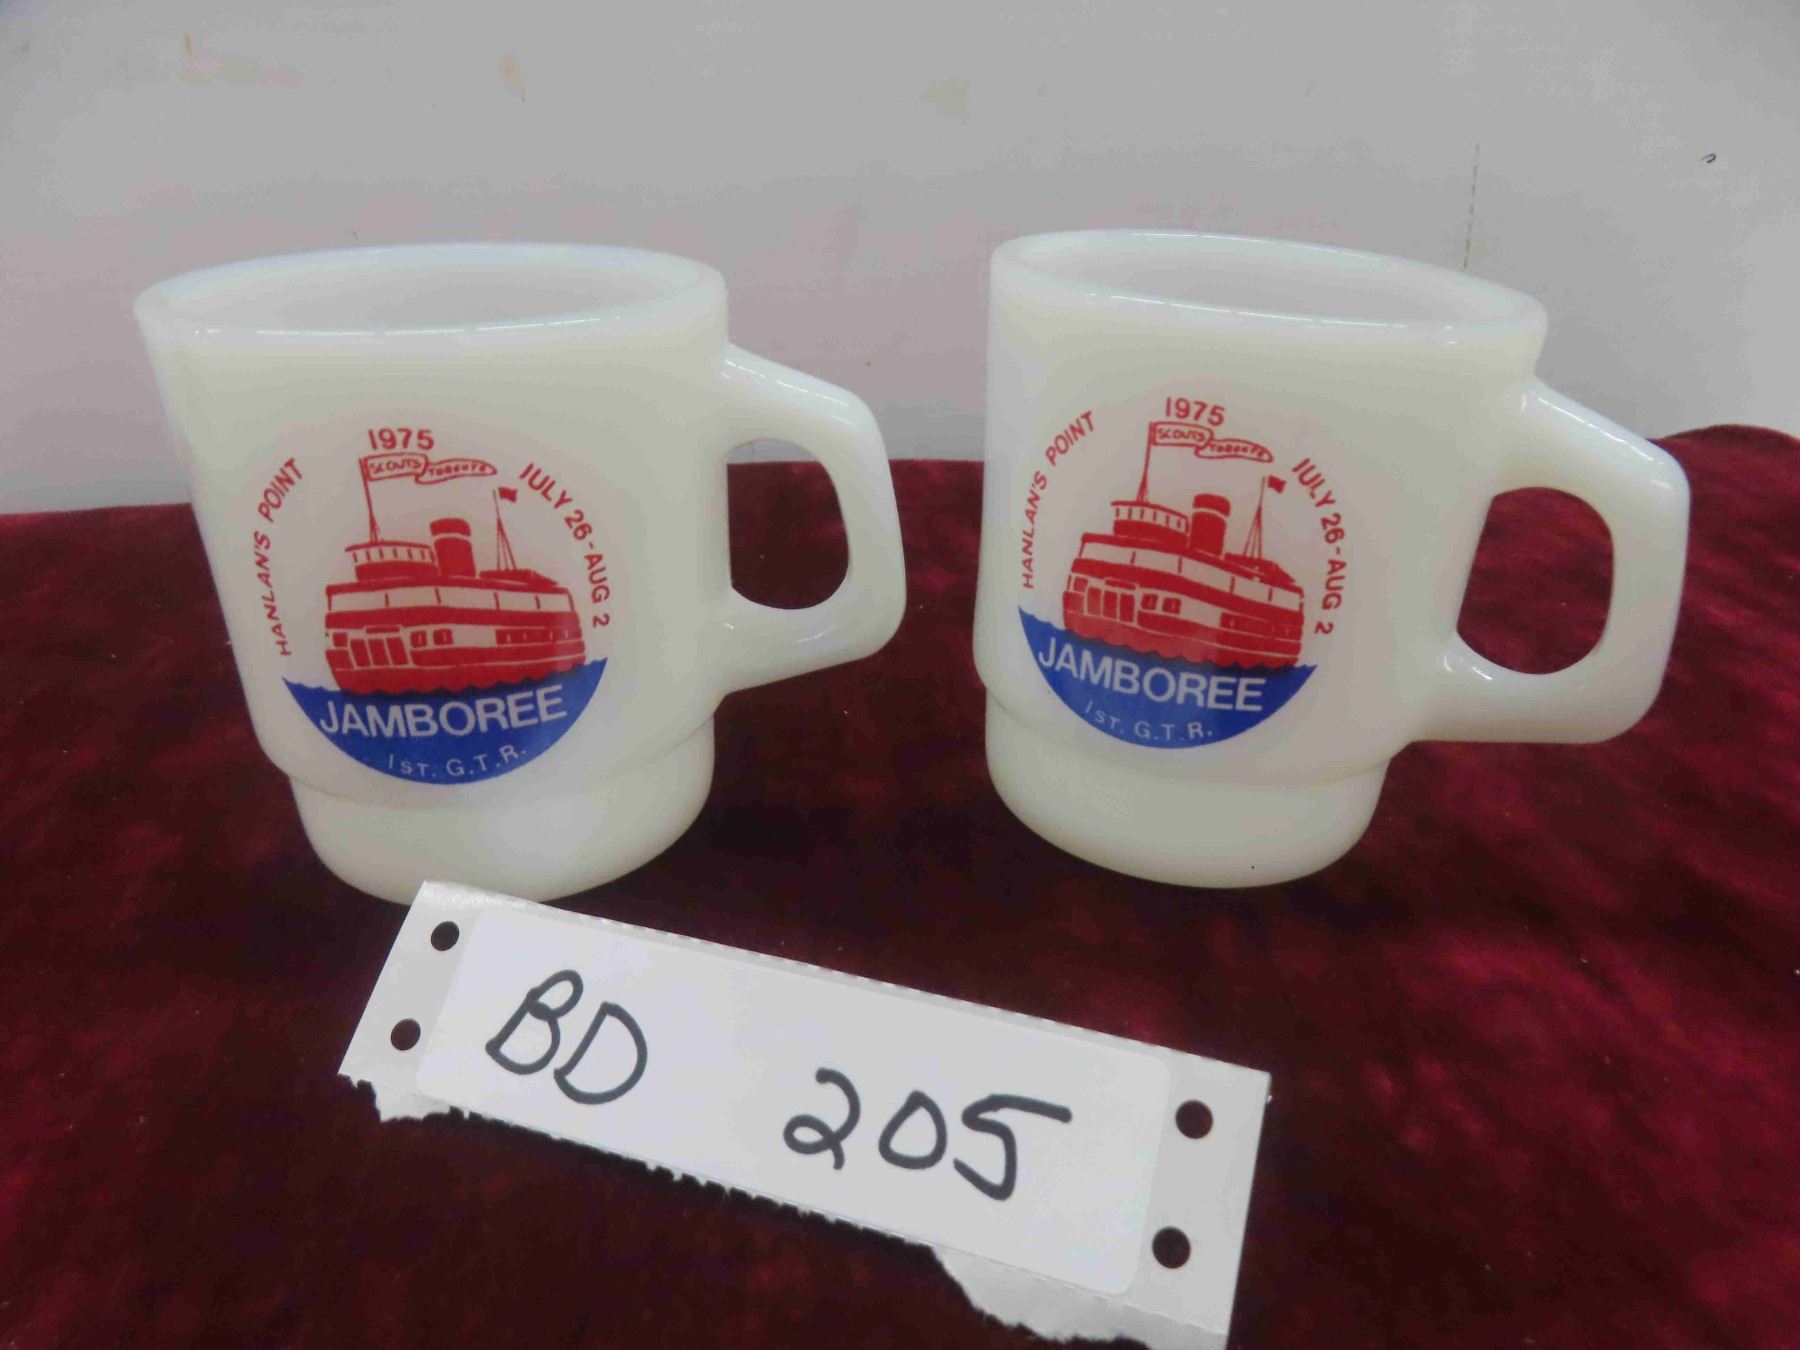 1975
SCOUTS TORONTO
HANLAN'S POINT
JULY 26-AUG 2
JAMBOREE
1ST. G.T.R.
1975
SCOUTS TORONTO
HANLAN'S POINT
JULY 26-AUG 2
JAMBOREE
1ST. G.T.R.
BD 205